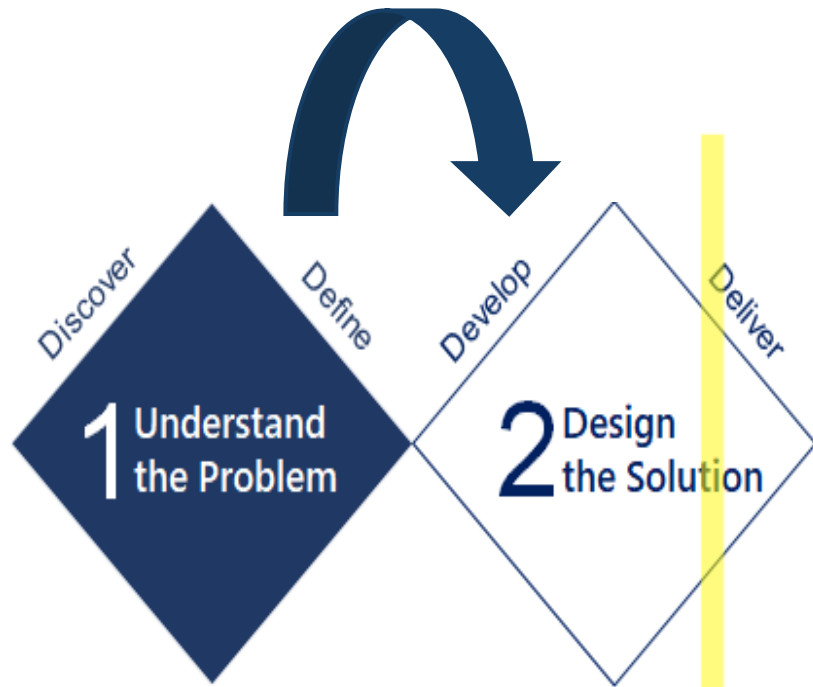 Discover
Define
Develop
Deliver
1 Understand
the Problem
2 Design
the Solution